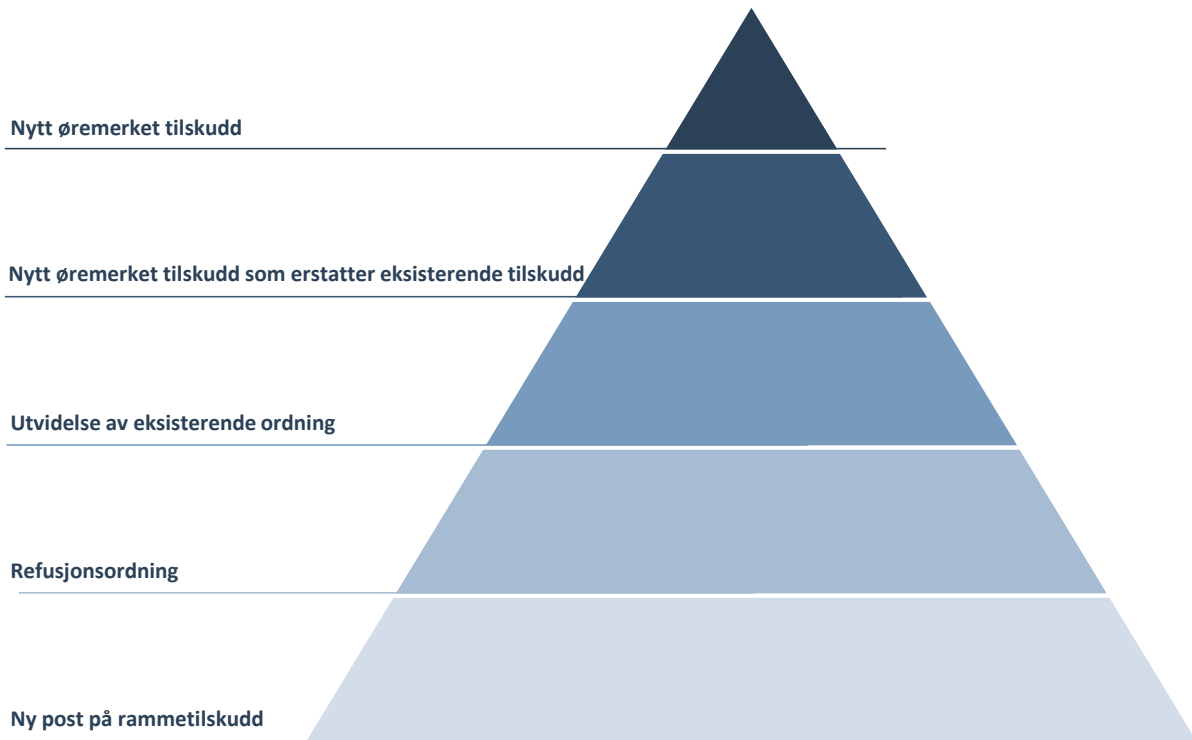 Nytt øremerket tilskudd
Nytt øremerket tilskudd som erstatter eksisterende tilskudd
Utvidelse av eksisterende ordning
Refusjonsordning
Ny post på rammetilskudd